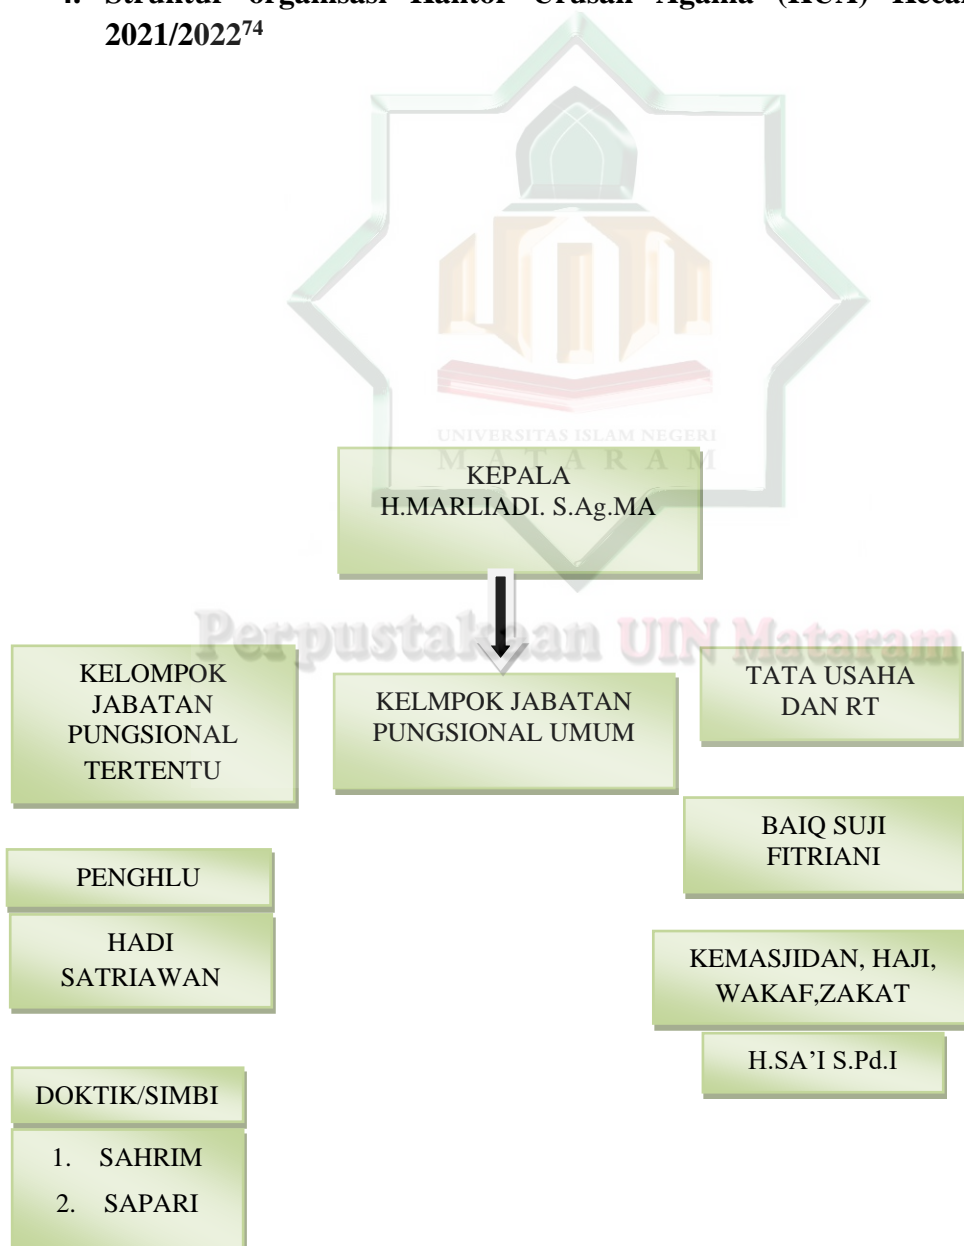 4. Struktur organisasi Kantor Urusan Agama (KUA)
2021/2022⁷⁴
UNIVERSITAS ISLAM NEGERI
MATARAM
KEPALA
H.MARLIADI. S.Ag.MA
Perpustakaan UIN Mataram
KELOMPOK
JABATAN
PUNGSIONAL
TERTENTU
KELMPOK JABATAN
PUNGSIONAL UMUM
TATA USAHA
DAN RT
BAIQ SUJI
FITRIANI
PENGHLU
HADI
SATRIAWAN
KEMASJIDAN, HAJI,
WAKAF,ZAKAT
H.SA’I S.Pd.I
DOKTIK/SIMBI
1. SAHRIM
2. SAPARI